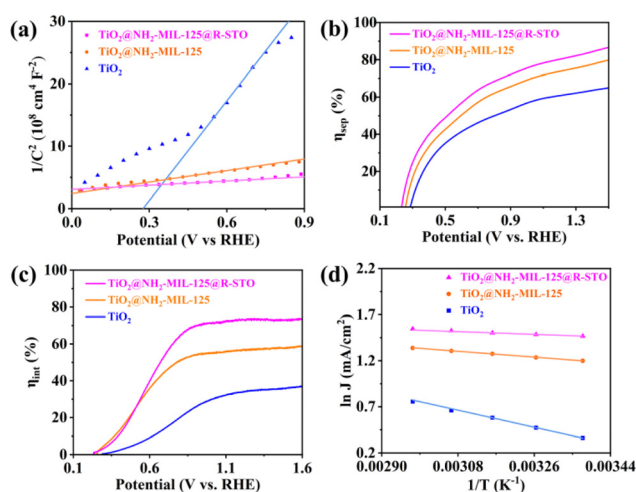 (a)
TiO₂@NH₂-MIL-125@R-STO
TiO₂@NH₂-MIL-125
TiO₂
1/C² (10⁸ cm⁴ F⁻²)
30
25
20
15
10
5
0
0.0 0.3 0.6 0.9
Potential (V vs RHE)
(b)
TiO₂@NH₂-MIL-125@R-STO
TiO₂@NH₂-MIL-125
TiO₂
ηsep (%)
100
80
60
40
20
0.1 0.5 0.9 1.3
Potential (V vs. RHE)
(c)
TiO₂@NH₂-MIL-125@R-STO
TiO₂@NH₂-MIL-125
TiO₂
ηint (%)
100
80
60
40
20
0
0.1 0.6 1.1 1.6
Potential (V vs RHE)
(d)
TiO₂@NH₂-MIL-125@R-STO
TiO₂@NH₂-MIL-125
TiO₂
ln J (mA/cm²)
2.1
1.6
1.2
0.7
0.2
0.00290 0.00308 0.00326 0.00344
1/T (K⁻¹)